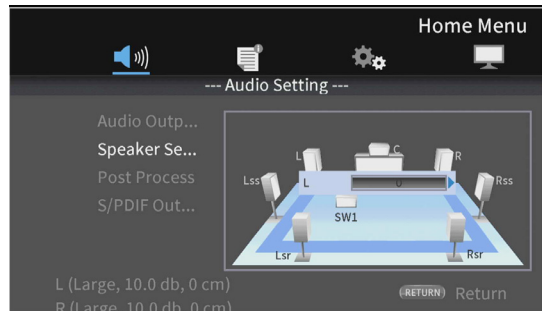 Home Menu
--- Audio Setting ---
Audio Outp...
Speaker Se...
Post Process
S/PDIF Out...
L
C
R
Lss
L
0
Rss
SW1
Lsr
Rsr
L (Large, 10.0 db, 0 cm)
RETURN Return
R (Large, 10.0 db, 0 cm)